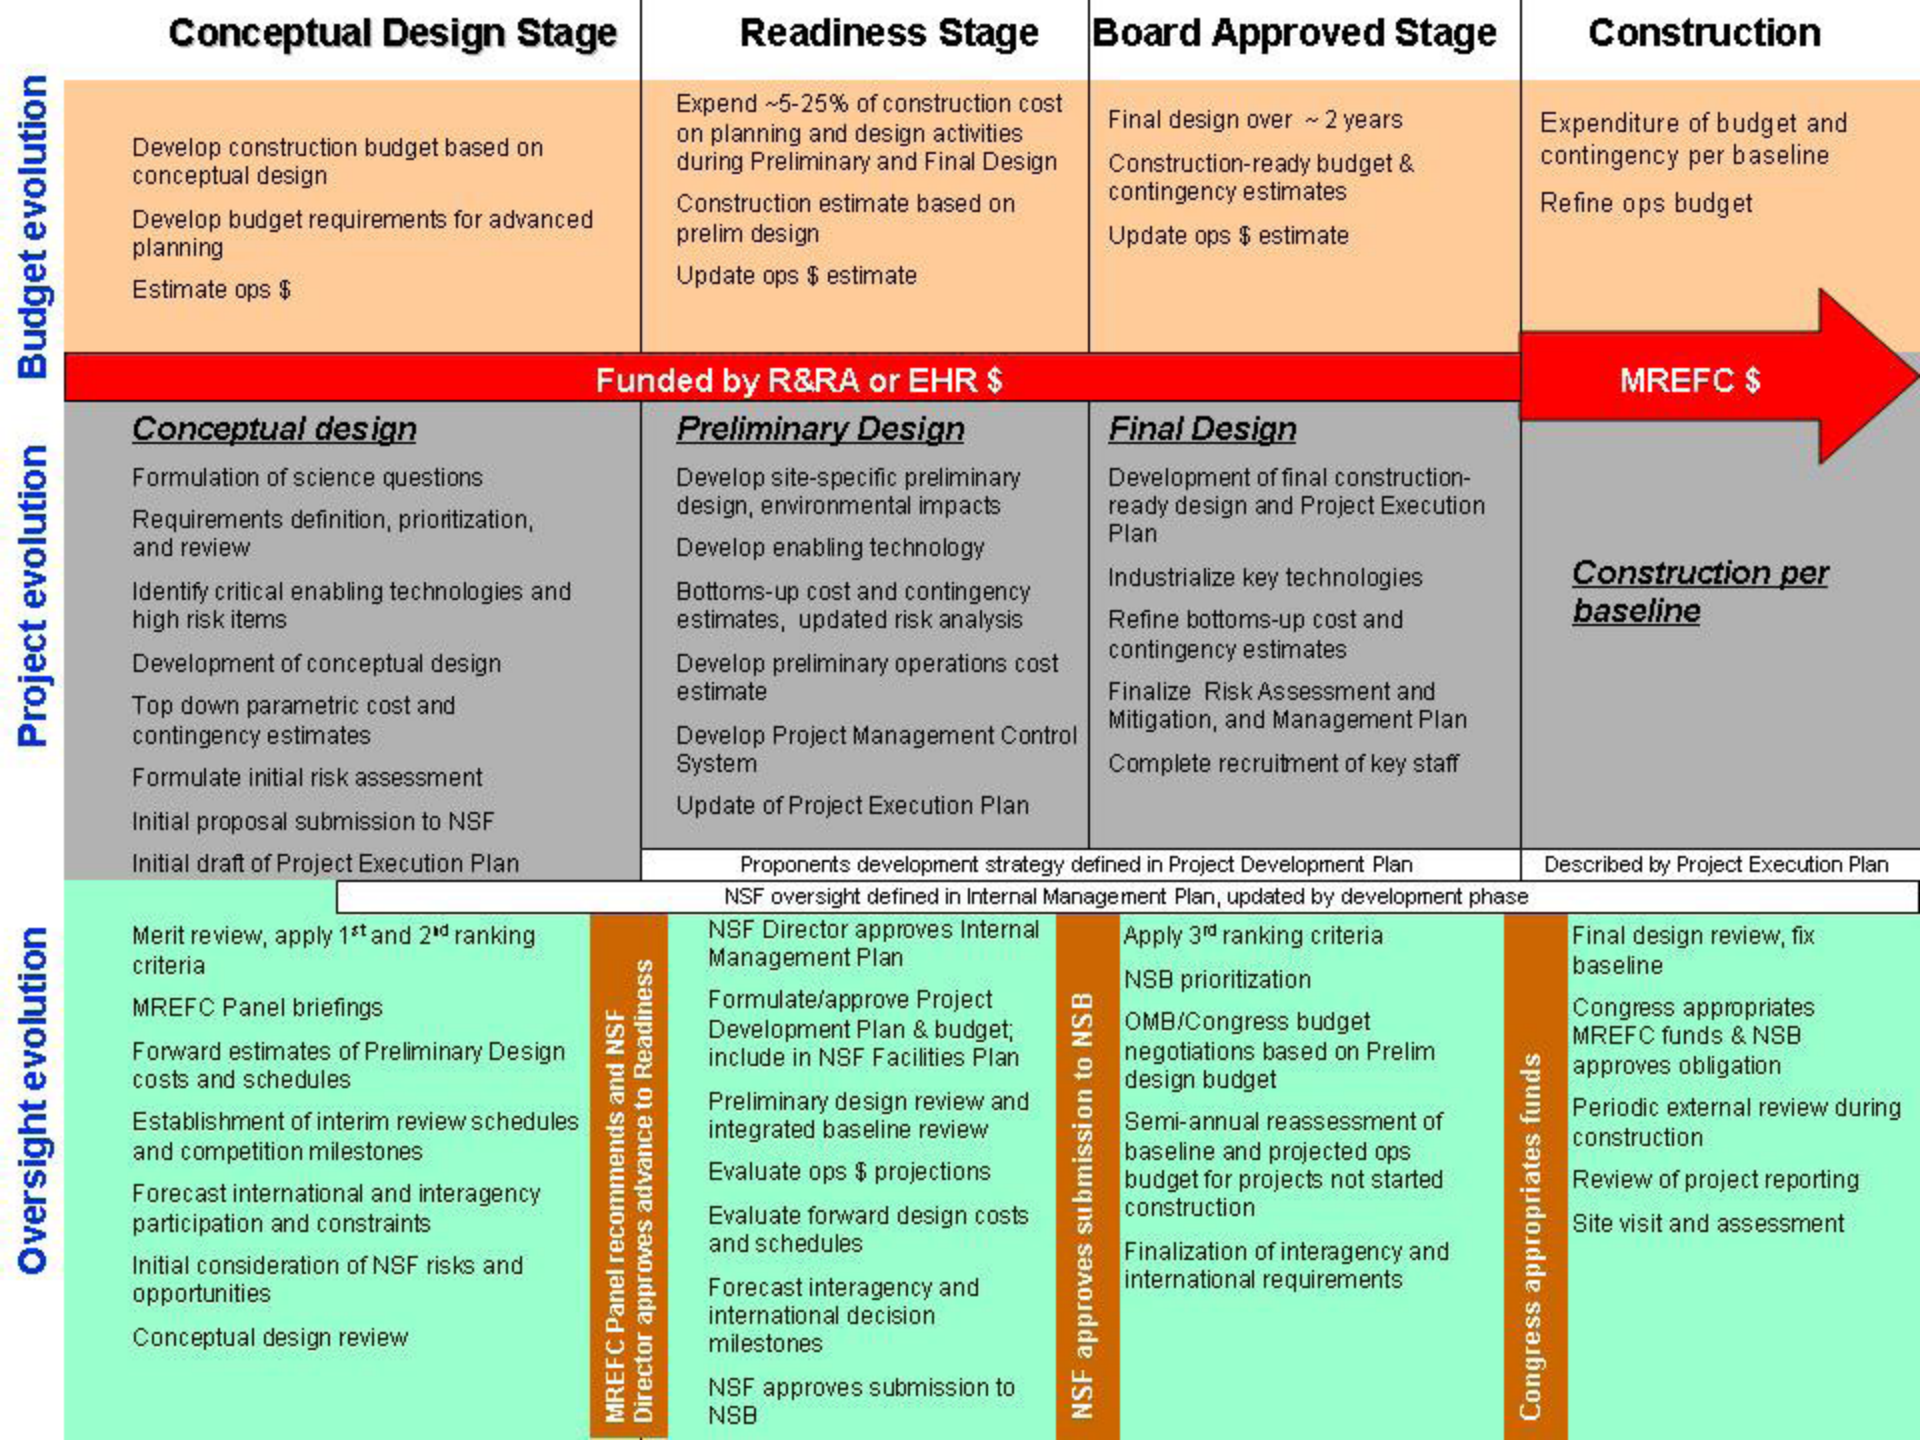 Conceptual Design Stage
Readiness Stage
Board Approved Stage
Construction
Budget evolution
Develop construction budget based on
conceptual design
Develop budget requirements for advanced
planning
Estimate ops $
Expend ~5-25% of construction cost
on planning and design activities
during Preliminary and Final Design
Construction estimate based on
prelim design
Update ops $ estimate
Final design over ~ 2 years
Construction-ready budget &
contingency estimates
Update ops $ estimate
Expenditure of budget and
contingency per baseline
Refine ops budget
Funded by R&RA or EHR $
MREFC $
Project evolution
Conceptual design
Formulation of science questions
Requirements definition, prioritization,
and review
Identify critical enabling technologies and
high risk items
Development of conceptual design
Top down parametric cost and
contingency estimates
Formulate initial risk assessment
Initial proposal submission to NSF
Initial draft of Project Execution Plan
Preliminary Design
Develop site-specific preliminary
design, environmental impacts
Develop enabling technology
Bottoms-up cost and contingency
estimates, updated risk analysis
Develop preliminary operations cost
estimate
Develop Project Management Control
System
Update of Project Execution Plan
Final Design
Development of final construction-
ready design and Project Execution
Plan
Industrialize key technologies
Refine bottoms-up cost and
contingency estimates
Finalize Risk Assessment and
Mitigation, and Management Plan
Complete recruitment of key staff
Construction per
baseline
Proponents development strategy defined in Project Development Plan
Described by Project Execution Plan
NSF oversight defined in Internal Management Plan, updated by development phase
Oversight evolution
Merit review, apply 1st and 2nd ranking
criteria
MREFC Panel briefings
Forward estimates of Preliminary Design
costs and schedules
Establishment of interim review schedules
and competition milestones
Forecast international and interagency
participation and constraints
Initial consideration of NSF risks and
opportunities
Conceptual design review
MREFC Panel recommends and NSF
Director approves advance to Readiness
NSF Director approves Internal
Management Plan
Formulate/approve Project
Development Plan & budget;
include in NSF Facilities Plan
Preliminary design review and
integrated baseline review
Evaluate ops $ projections
Evaluate forward design costs
and schedules
Forecast interagency and
international decision
milestones
NSF approves submission to
NSB
NSF approves submission to NSB
Apply 3rd ranking criteria
NSB prioritization
OMB/Congress budget
negotiations based on Prelim
design budget
Semi-annual reassessment of
baseline and projected ops
budget for projects not started
construction
Finalization of interagency and
international requirements
Congress appropriates funds
Final design review, fix
baseline
Congress appropriates
MREFC funds & NSB
approves obligation
Periodic external review during
construction
Review of project reporting
Site visit and assessment